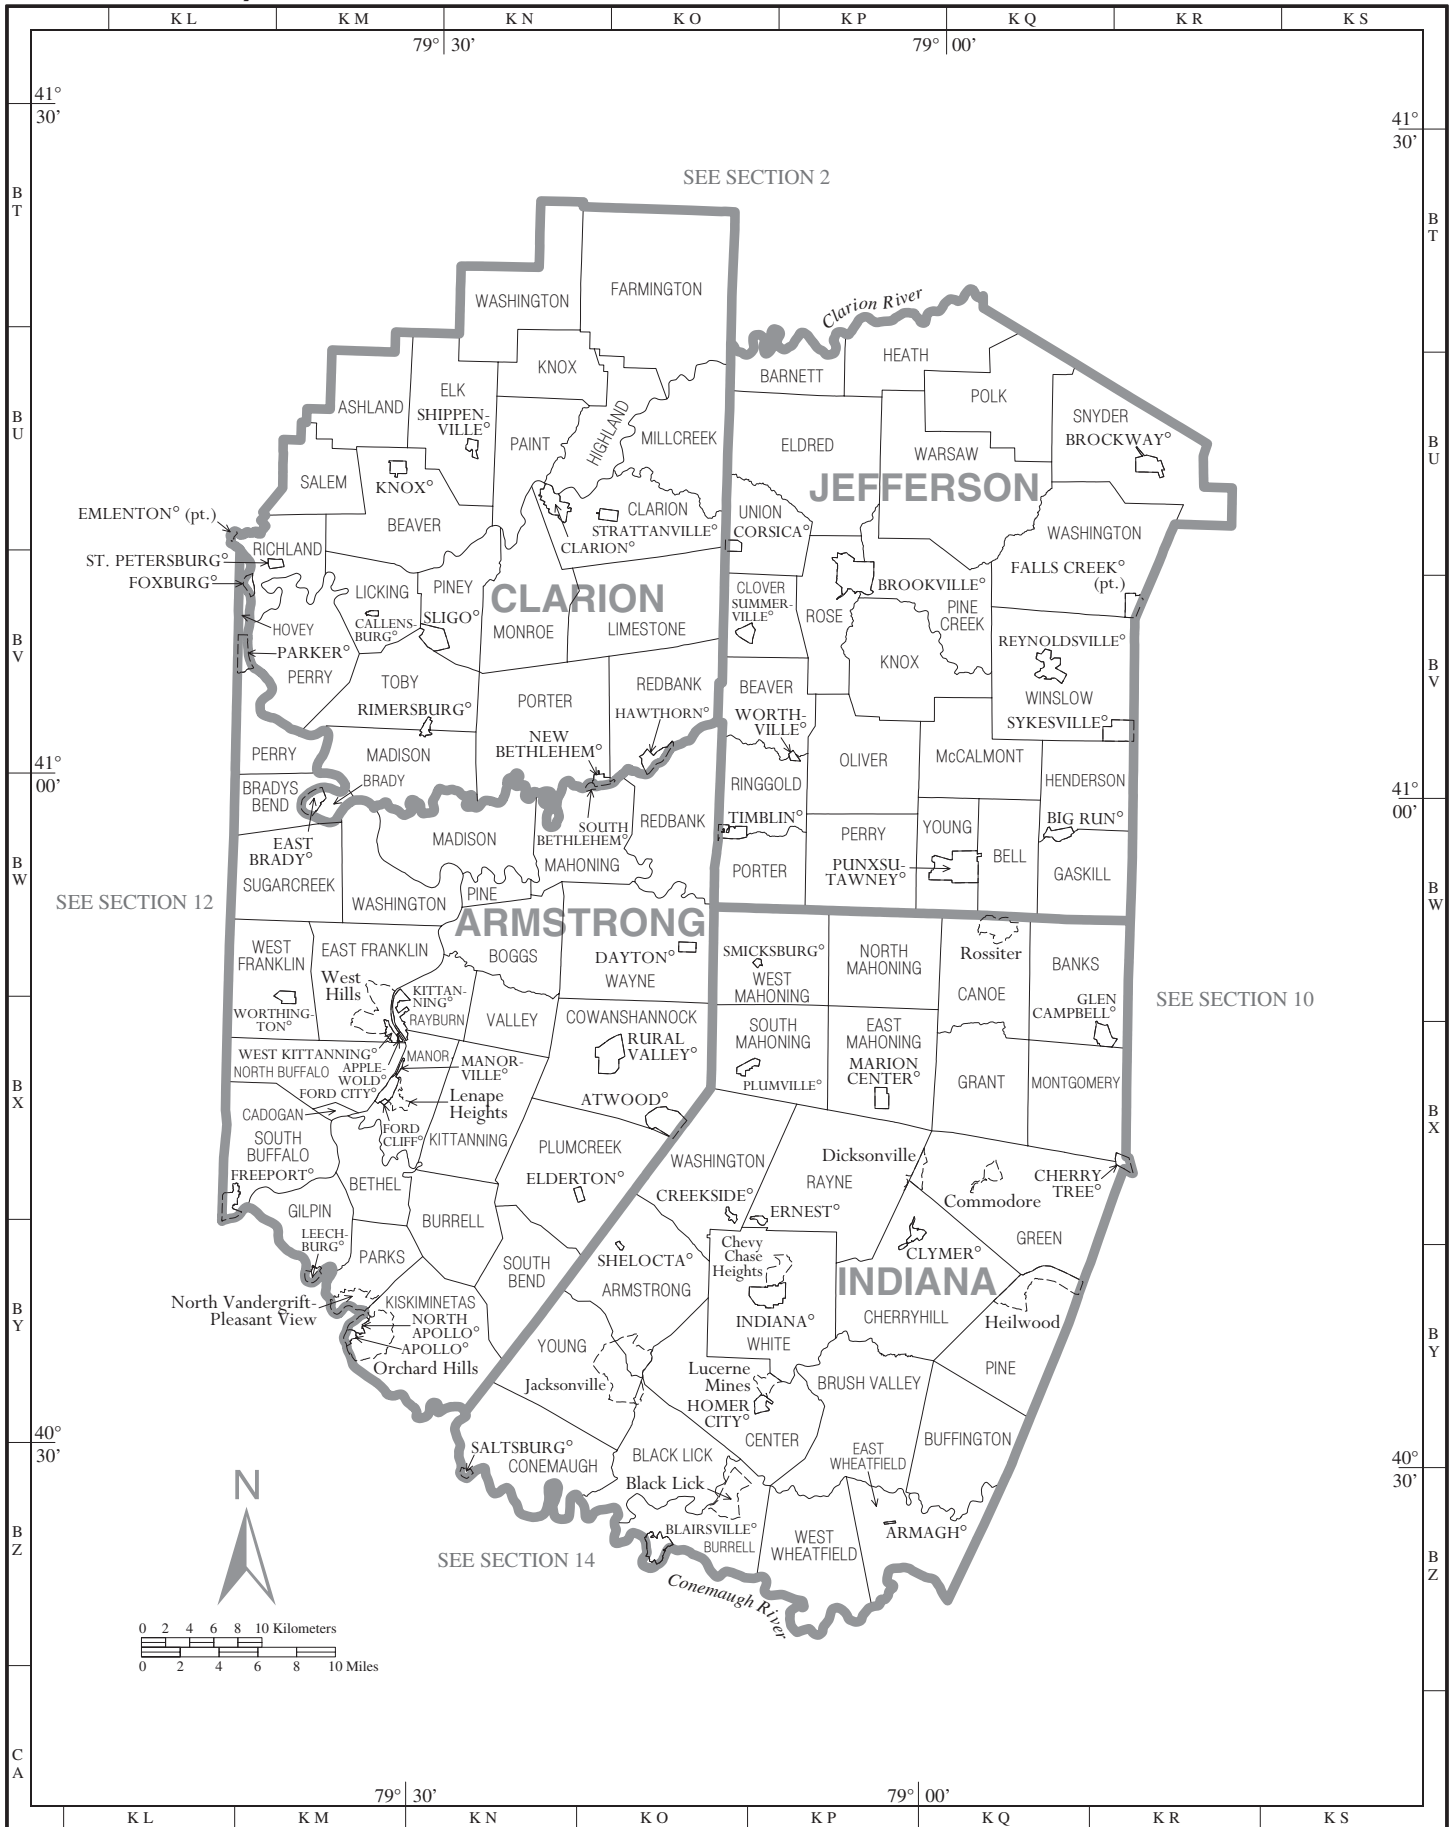 KL
KM
KN
KO
KP
KQ
KR
KS
79° 30'
79° 00'
41°
30'
41°
30'
SEE SECTION 2
B
T
B
T
Clarion River
FARMINGTON
WASHINGTON
HEATH
KNOX
BARNETT
ELK
POLK
ASHLAND
SHIPPEN-
VILLE°
HIGHLAND
SNYDER
B
U
B
U
PAINT
MILLCREEK
ELDRED
BROCKWAY°
WARSAW
SALEM
KNOX°
JEFFERSON
EMLENTON° (pt.)
BEAVER
CLARION
STRATTANVILLE°
CLARION°
UNION
CORSICA°
WASHINGTON
RICHLAND
ST. PETERSBURG°
FOXBURG°
FALLS CREEK°
(pt.)
LICKING
PINEY
CLARION
CLOVER
BROOKVILLE°
CALLENS-
BURG°
SLIGO°
SUMMER-
VILLE°
ROSE
PINE
CREEK
HOVEY
MONROE
LIMESTONE
REYNOLDSVILLE°
B
V
B
V
PARKER°
PERRY
KNOX
TOBY
RIMERSBURG°
PORTER
REDBANK
BEAVER
WINSLOW
HAWTHORN°
WORTH-
VILLE°
SYKESVILLE°
NEW
BETHLEHEM°
PERRY
MADISON
OLIVER
McCALMONT
41°
00'
41°
00'
BRADYS
BEND
BRADY
RINGGOLD
HENDERSON
TIMBLIN°
BIG RUN°
SOUTH
BETHLEHEM°
REDBANK
EAST
BRADY°
MADISON
PERRY
YOUNG
BELL
MAHONING
PORTER
PUNXSU-
TAWNEY°
GASKILL
B
W
B
W
SUGARCREEK
PINE
WASHINGTON
SEE SECTION 12
ARMSTRONG
WEST
FRANKLIN
EAST FRANKLIN
BOGGS
DAYTON°
WAYNE
SMICKSBURG°
WEST
MAHONING
NORTH
MAHONING
Rossiter
BANKS
West
Hills
KITTAN-
NING°
CANOE
SEE SECTION 10
WORTHING-
TON°
RAYBURN
VALLEY
COWANSHANNOCK
SOUTH
MAHONING
EAST
MAHONING
GLEN
CAMPBELL°
WEST KITTANNING°
NORTH BUFFALO
APPLE-
WOLD°
MANOR
MANOR-
VILLE°
RURAL
VALLEY°
MARION
CENTER°
B
X
B
X
FORD CITY°
Lenape
Heights
PLUMVILLE°
GRANT
MONTGOMERY
CADOGAN
ATWOOD°
SOUTH
BUFFALO
FORD
CLIFF°
KITTANNING
PLUMCREEK
WASHINGTON
Dicksonville
FREEPORT°
BETHEL
ELDERTON°
RAYNE
CHERRY
TREE°
Commodore
CREEKSIDE°
ERNEST°
GILPIN
BURRELL
LEECH-
BURG°
PARKS
SOUTH
BEND
SHELOCTA°
Chevy
Chase
Heights
CLYMER°
GREEN
ARMSTRONG
INDIANA
North Vandergrift-
Pleasant View
KISKIMINETAS
NORTH
APOLLO°
APOLLO°
Orchard Hills
INDIANA°
WHITE
CHERRYHILL
Heilwood
B
Y
B
Y
YOUNG
Jacksonville
Lucerne
Mines
HOMER
CITY°
BRUSH VALLEY
PINE
SALTSBURG°
CONEMAUGH
BLACK LICK
CENTER
EAST
WHEATFIELD
BUFFINGTON
40°
30'
40°
30'
Black Lick
N
BLAIRSVILLE°
BURRELL
ARMAGH°
WEST
WHEATFIELD
B
Z
B
Z
SEE SECTION 14
Conemaugh River
0 2 4 6 8 10 Kilometers
0 2 4 6 8 10 Miles
C
A
79° 30'
79° 00'
KL
KM
KN
KO
KP
KQ
KR
KS